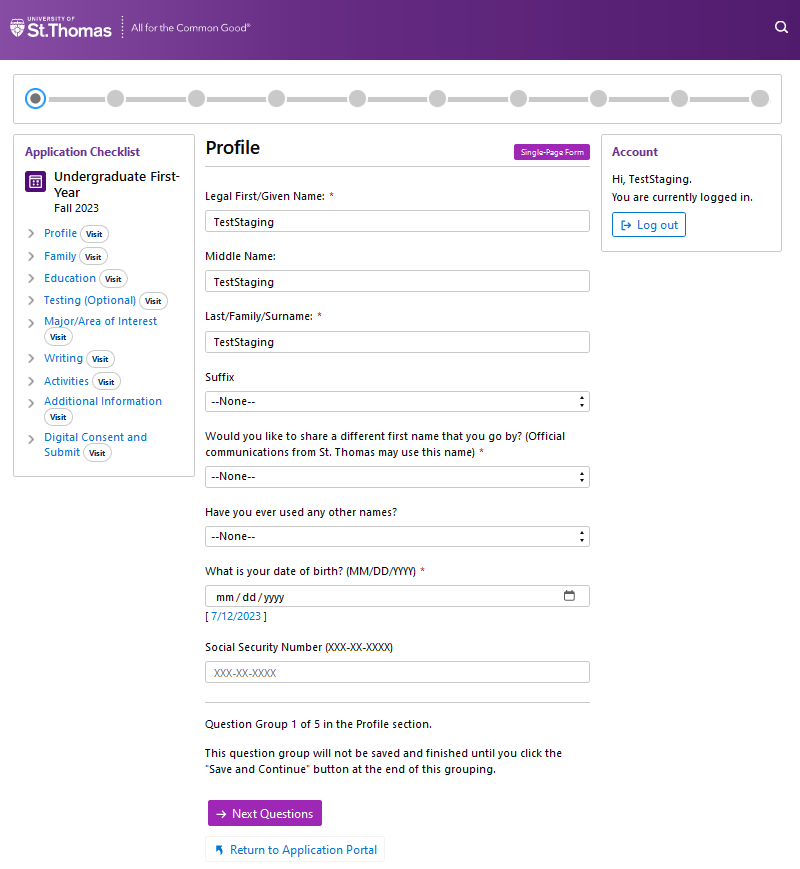 UNIVERSITY OF
St.Thomas
All for the Common Good®
Application Checklist
Undergraduate First-
Year
Fall 2023
Profile Visit
Family Visit
Education Visit
Testing (Optional) Visit
Major/Area of Interest
Visit
Writing Visit
Activities Visit
Additional Information
Visit
Digital Consent and
Submit Visit
Profile
Single-Page Form
Legal First/Given Name: *
TestStaging
Middle Name:
TestStaging
Last/Family/Surname: *
TestStaging
Suffix
--None--
Would you like to share a different first name that you go by? (Official
communications from St. Thomas may use this name) *
--None--
Have you ever used any other names?
--None--
What is your date of birth? (MM/DD/YYYY) *
mm/dd/yyyy
[ 7/12/2023 ]
Social Security Number (XXX-XX-XXXX)
XXX-XX-XXXX
Question Group 1 of 5 in the Profile section.
This question group will not be saved and finished until you click the
"Save and Continue" button at the end of this grouping.
Next Questions
Return to Application Portal
Account
Hi, TestStaging.
You are currently logged in.
Log out